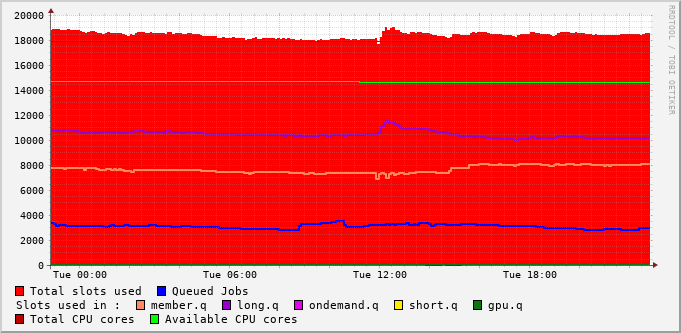 RRDTOOL / TOBI OETIKER
20000
18000
16000
14000
12000
10000
8000
6000
4000
2000
0
Tue 00:00 Tue 06:00 Tue 12:00 Tue 18:00
Total slots used Queued Jobs
Slots used in : member.q long.q ondemand.q short.q gpu.q
Total CPU cores Available CPU cores